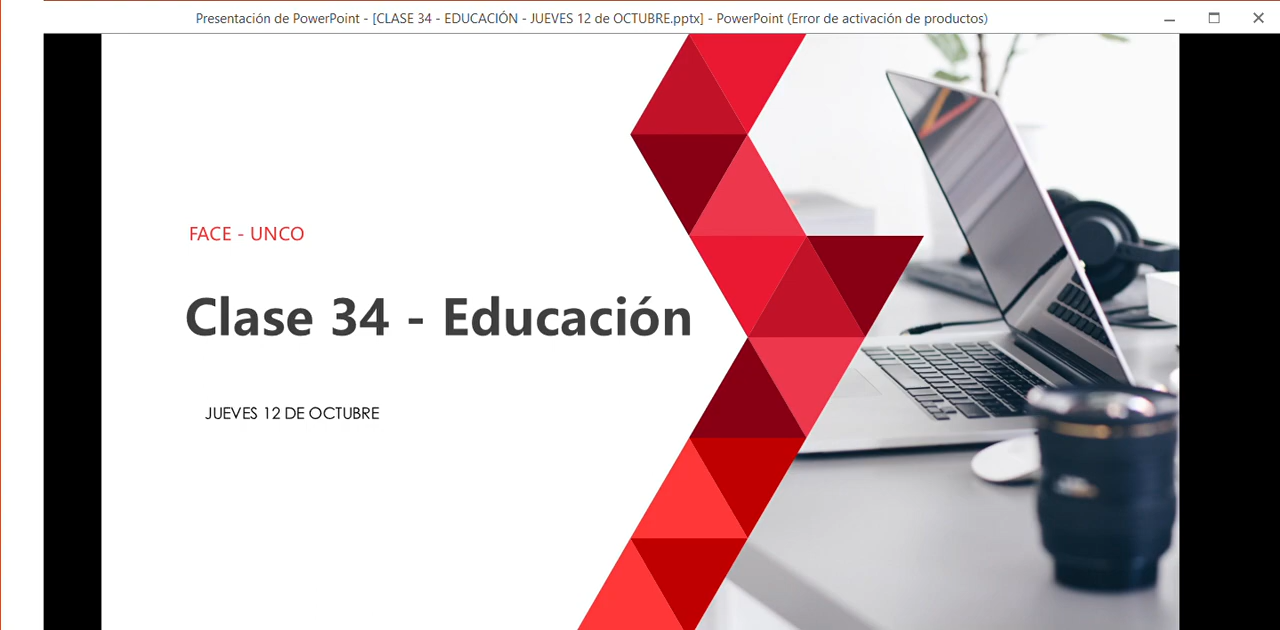 Presentación de PowerPoint - [CLASE 34 - EDUCACIÓN - JUEVES 12 de OCTUBRE.pptx] - PowerPoint (Error de activación de productos)
FACE - UNCO
Clase 34 - Educación
JUEVES 12 DE OCTUBRE